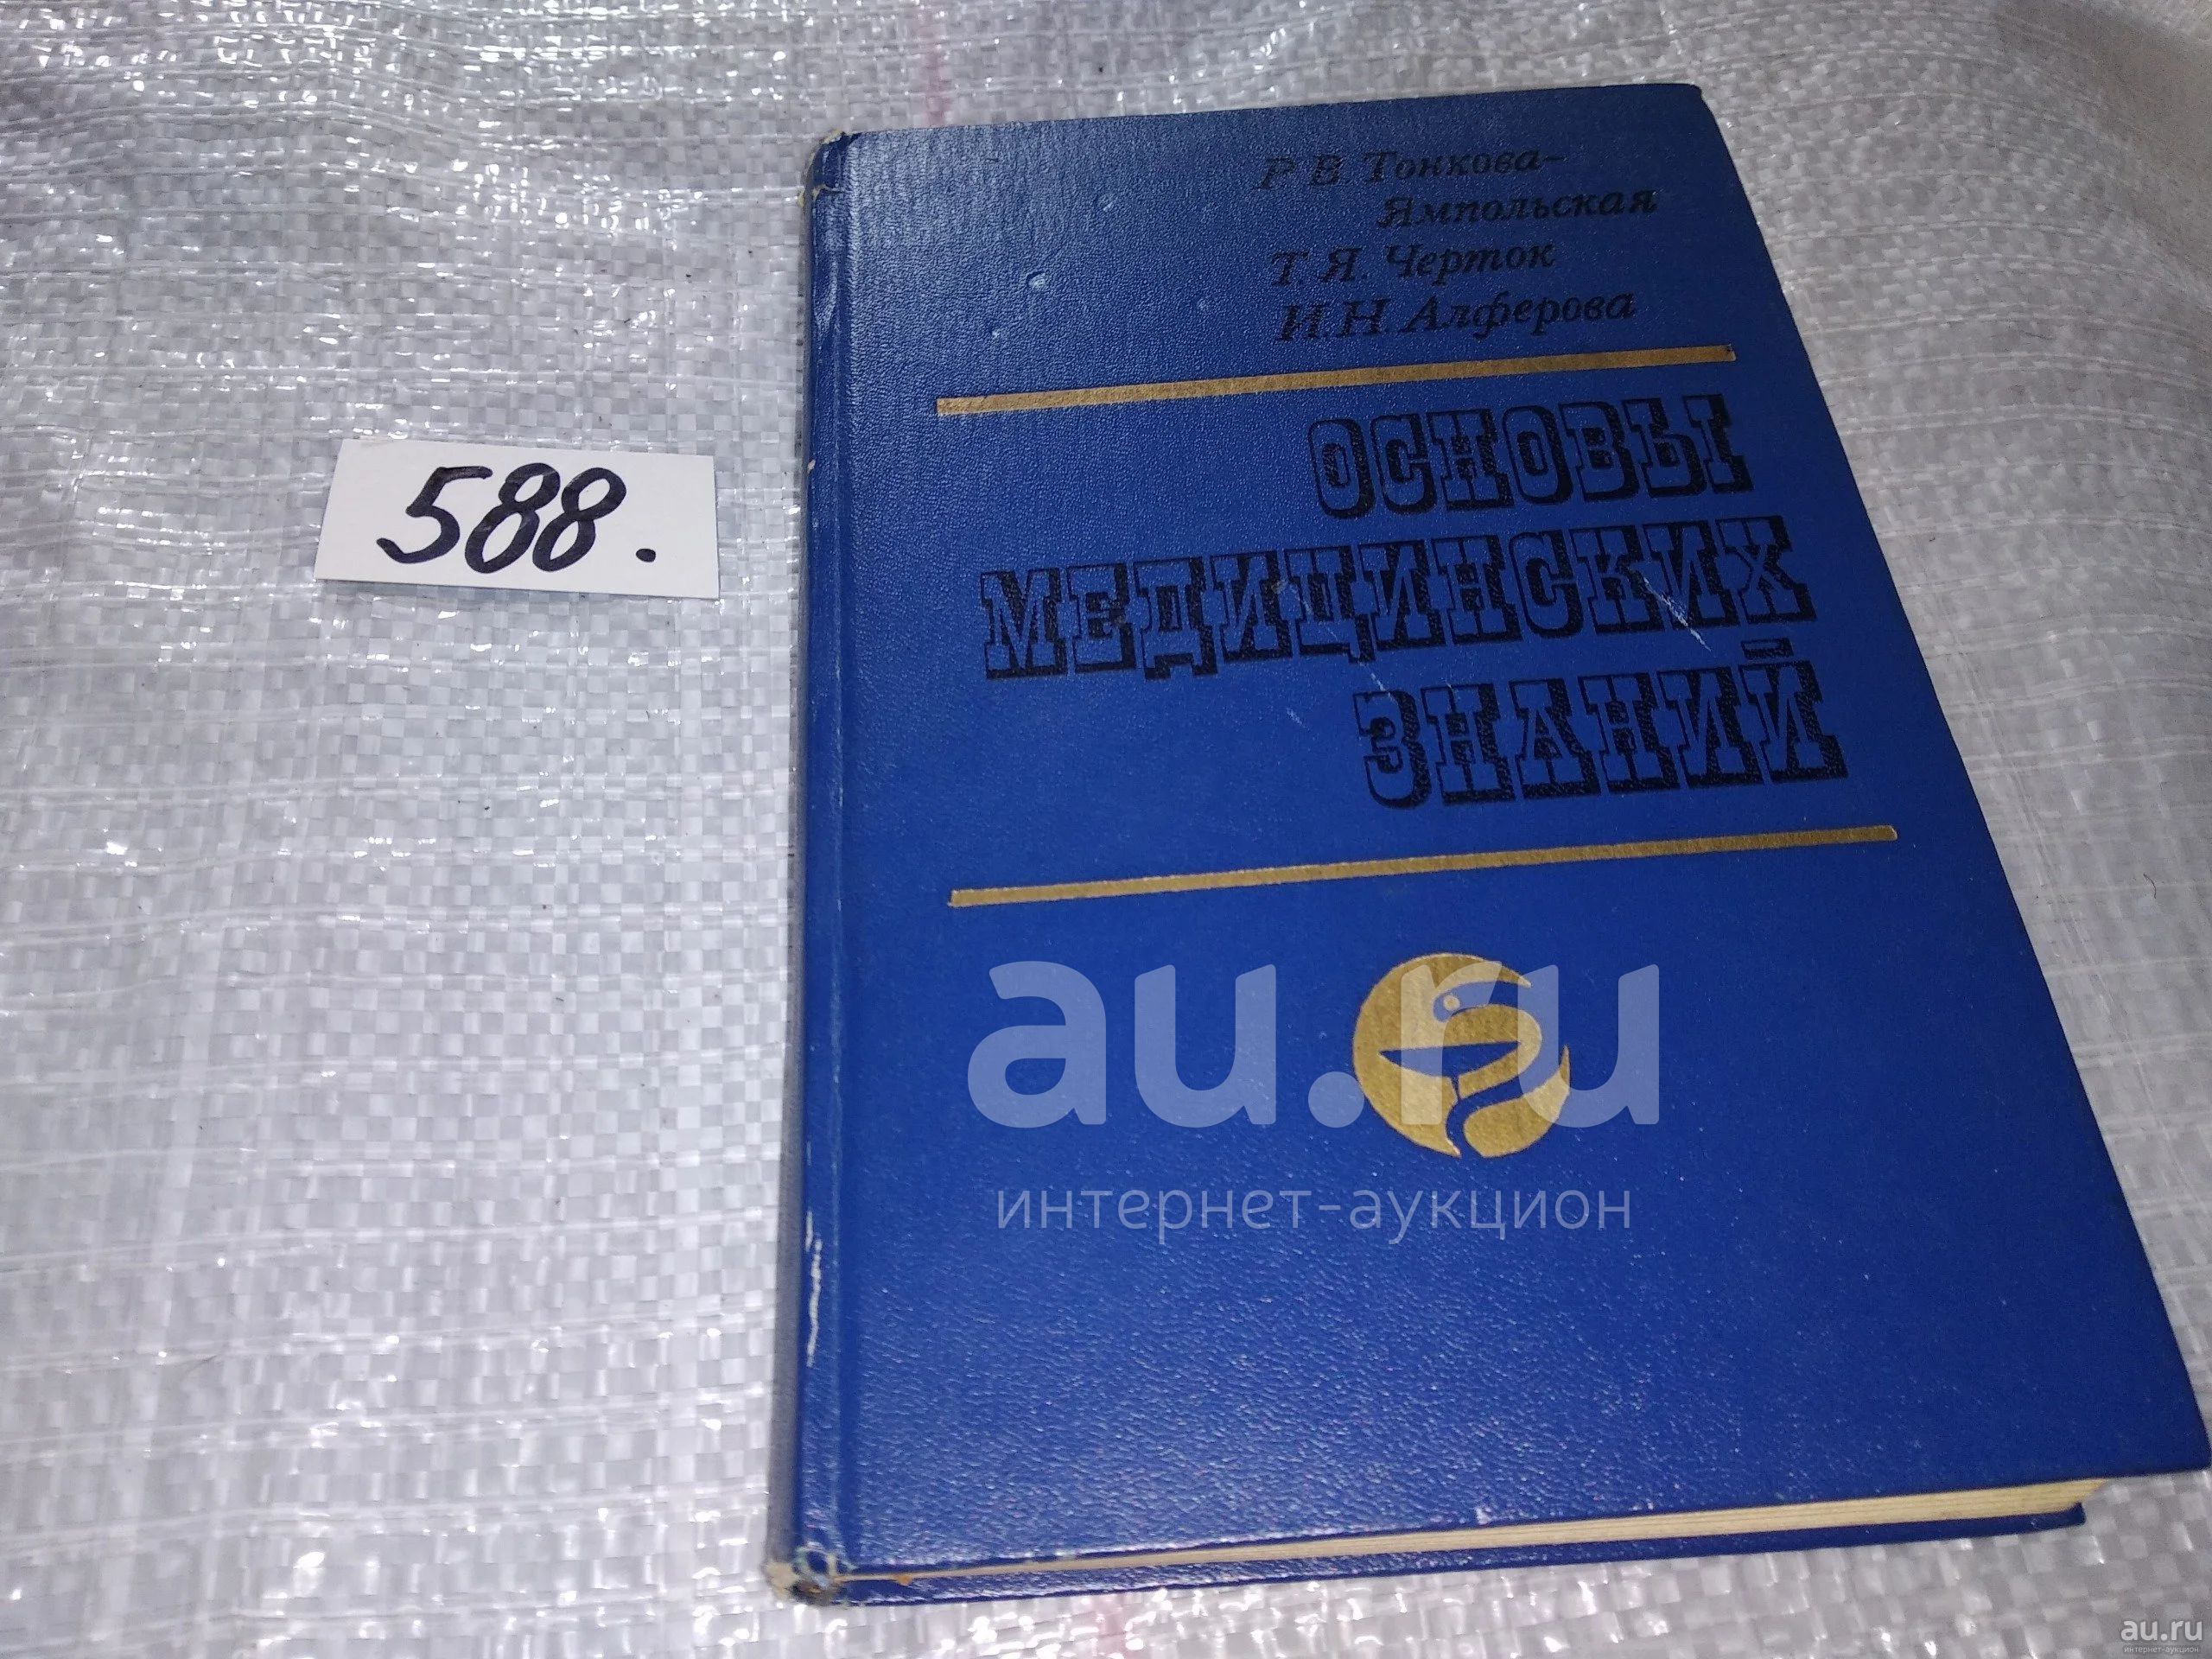 Р. В. Тонкова-
Ямпольская
Т. Я. Черток
И. Н. Алферова
ОСНОВЫ
МЕДИЦИНСКИХ
ЗНАНИЙ
588.
au.ru
интернет-аукцион
au.ru
интернет-аукцион